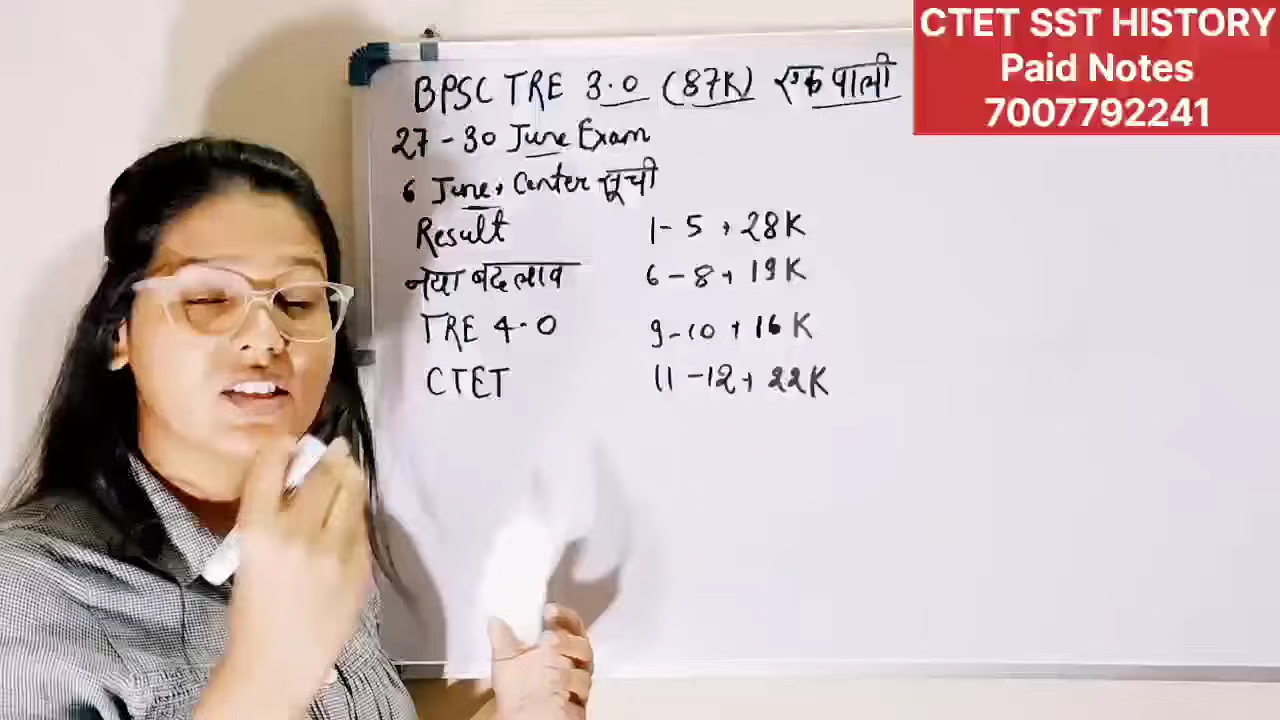 CTET SST HISTORY
Paid Notes
7007792241
BPSC TRE 3.0 (87K) एक पाली
27-30 June Exam
6 June, Center सूची
Result 1-5, 28K
नया बदलाव 6-8, 19K
TRE 4.0 9-10, 16K
CTET 11-12, 22K